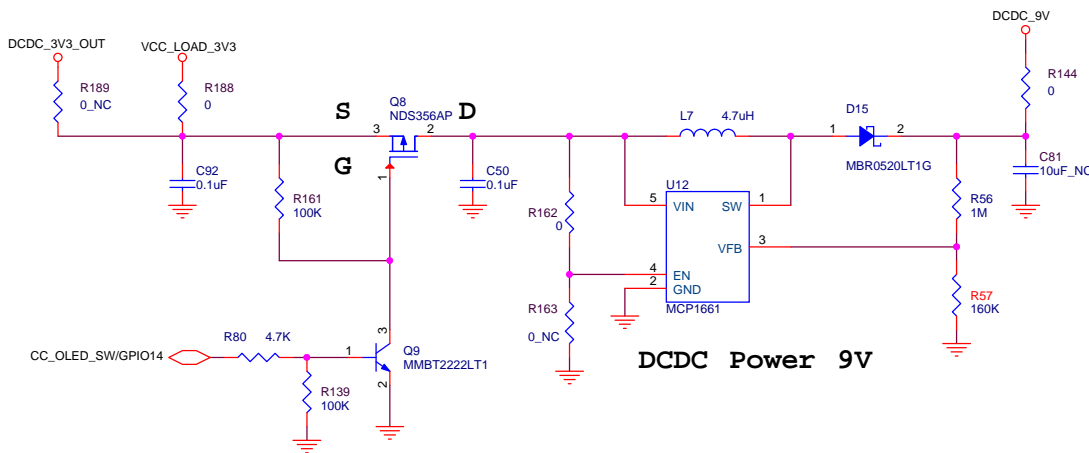 DCDC_9V
DCDC_3V3_OUT
VCC_LOAD_3V3
R189
0_NC
R188
0
R144
0
S
Q8
NDS356AP
D
3
2
G
1
L7
4.7uH
D15
1
2
MBR0520LT1G
C92
0.1uF
C50
0.1uF
C81
10uF_NC
R161
100K
R162
0
U12
5
VIN
SW
1
VFB
3
4
EN
2
GND
MCP1661
R56
1M
R57
160K
R163
0_NC
CC_OLED_SW/GPIO14
R80
4.7K
1
3
Q9
MMBT2222LT1
2
R139
100K
DCDC Power 9V